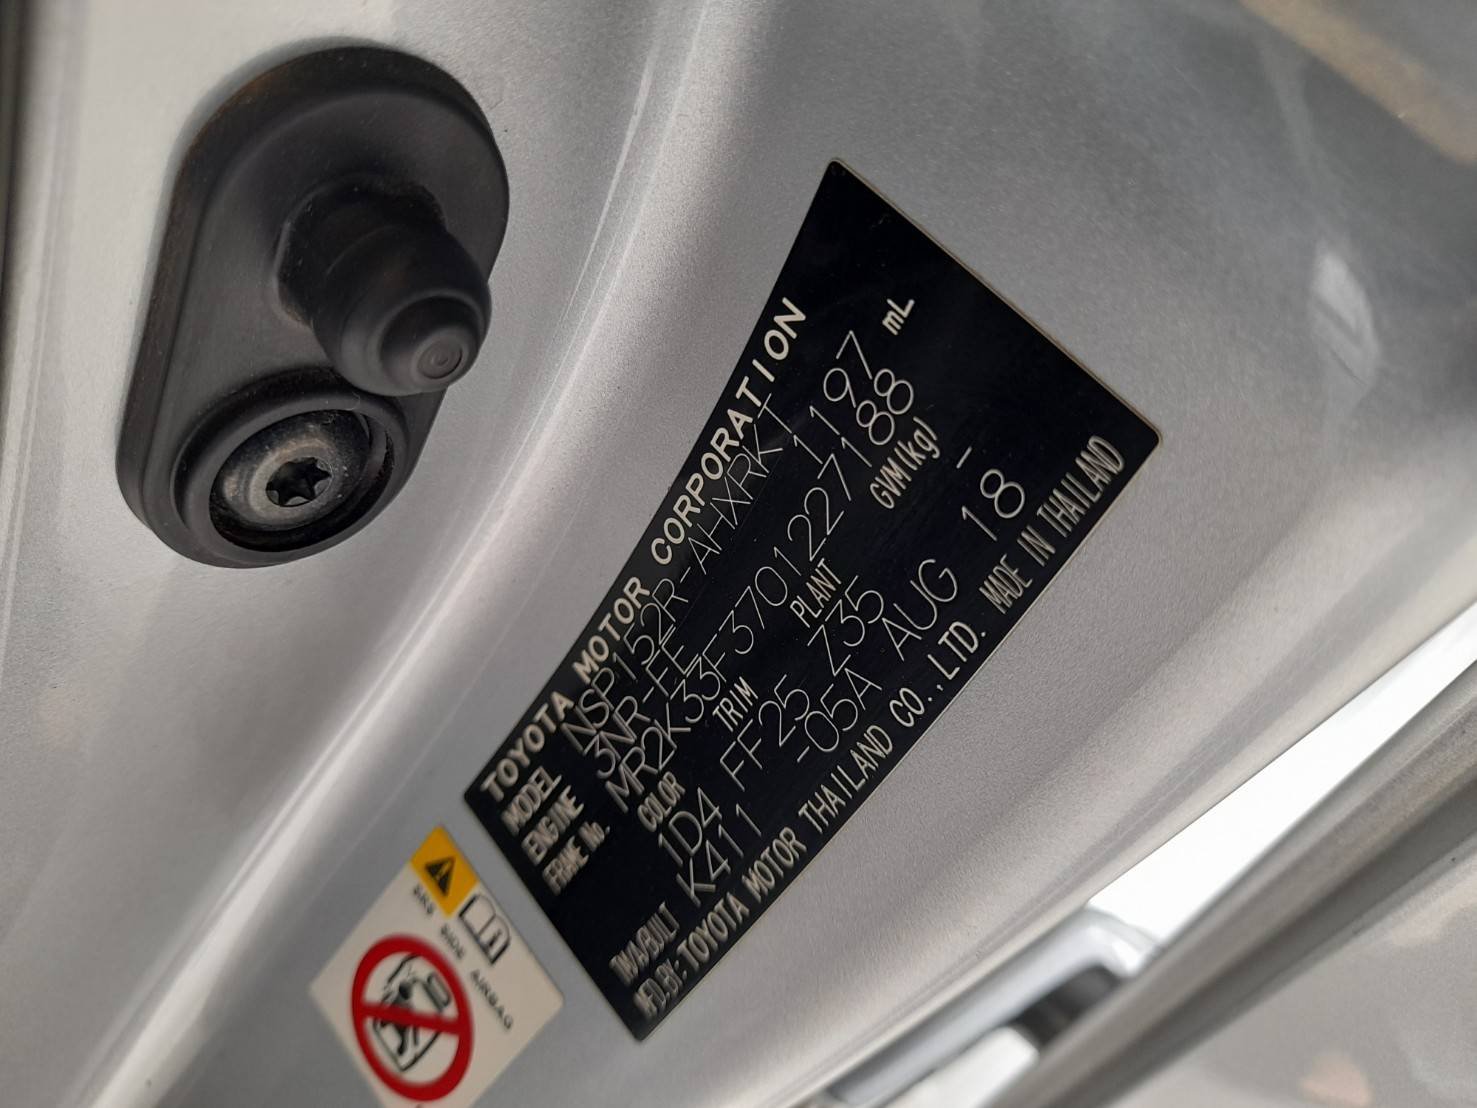 TOYOTA MOTOR CORPORATION
MODEL NSP152R-AHXRKT
ENGINE 3NR-FE 1197 mL
FRAME No. MR2K33F3701227188
COLOR TRIM PLANT GVM(kg)
1D4 FF25 Z35 -
TM/A/BUILT K411 -05A AUG 18
MFD.BY:TOYOTA MOTOR THAILAND CO.,LTD. MADE IN THAILAND
SRS SIDE AIRBAG